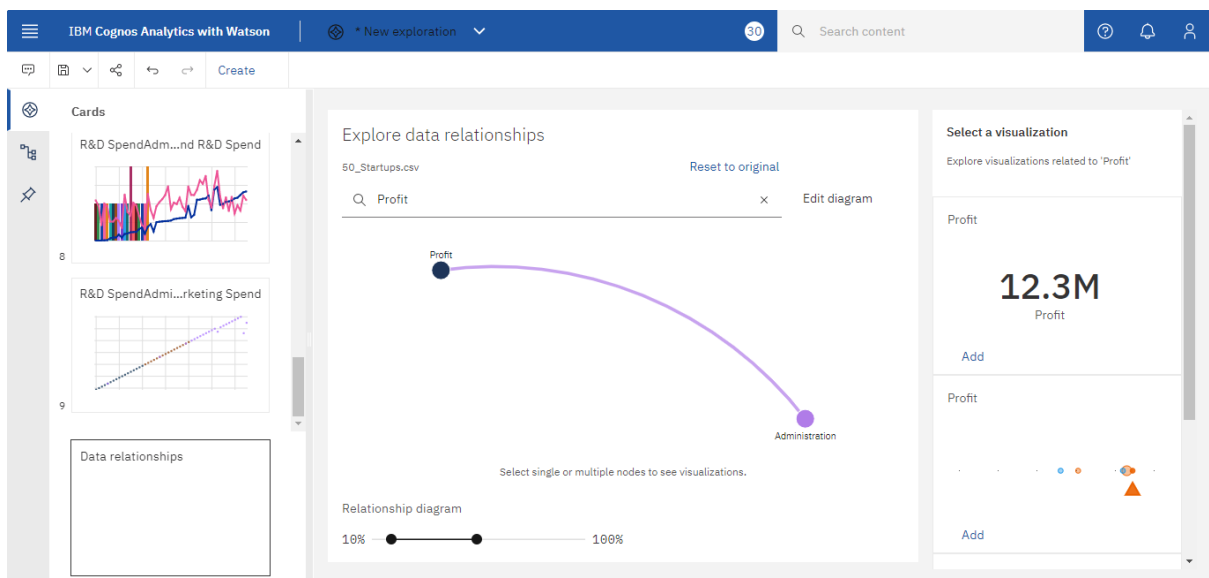 IBM Cognos Analytics with Watson
* New exploration
30
Search content
Create
Cards
R&D SpendAdm...nd R&D Spend
8
R&D SpendAdmi...rketing Spend
9
Data relationships
Explore data relationships
50_Startups.csv
Reset to original
Profit
Edit diagram
Profit
Administration
Select single or multiple nodes to see visualizations.
Relationship diagram
10%
100%
Select a visualization
Explore visualizations related to 'Profit'
Profit
12.3M
Profit
Add
Profit
Add